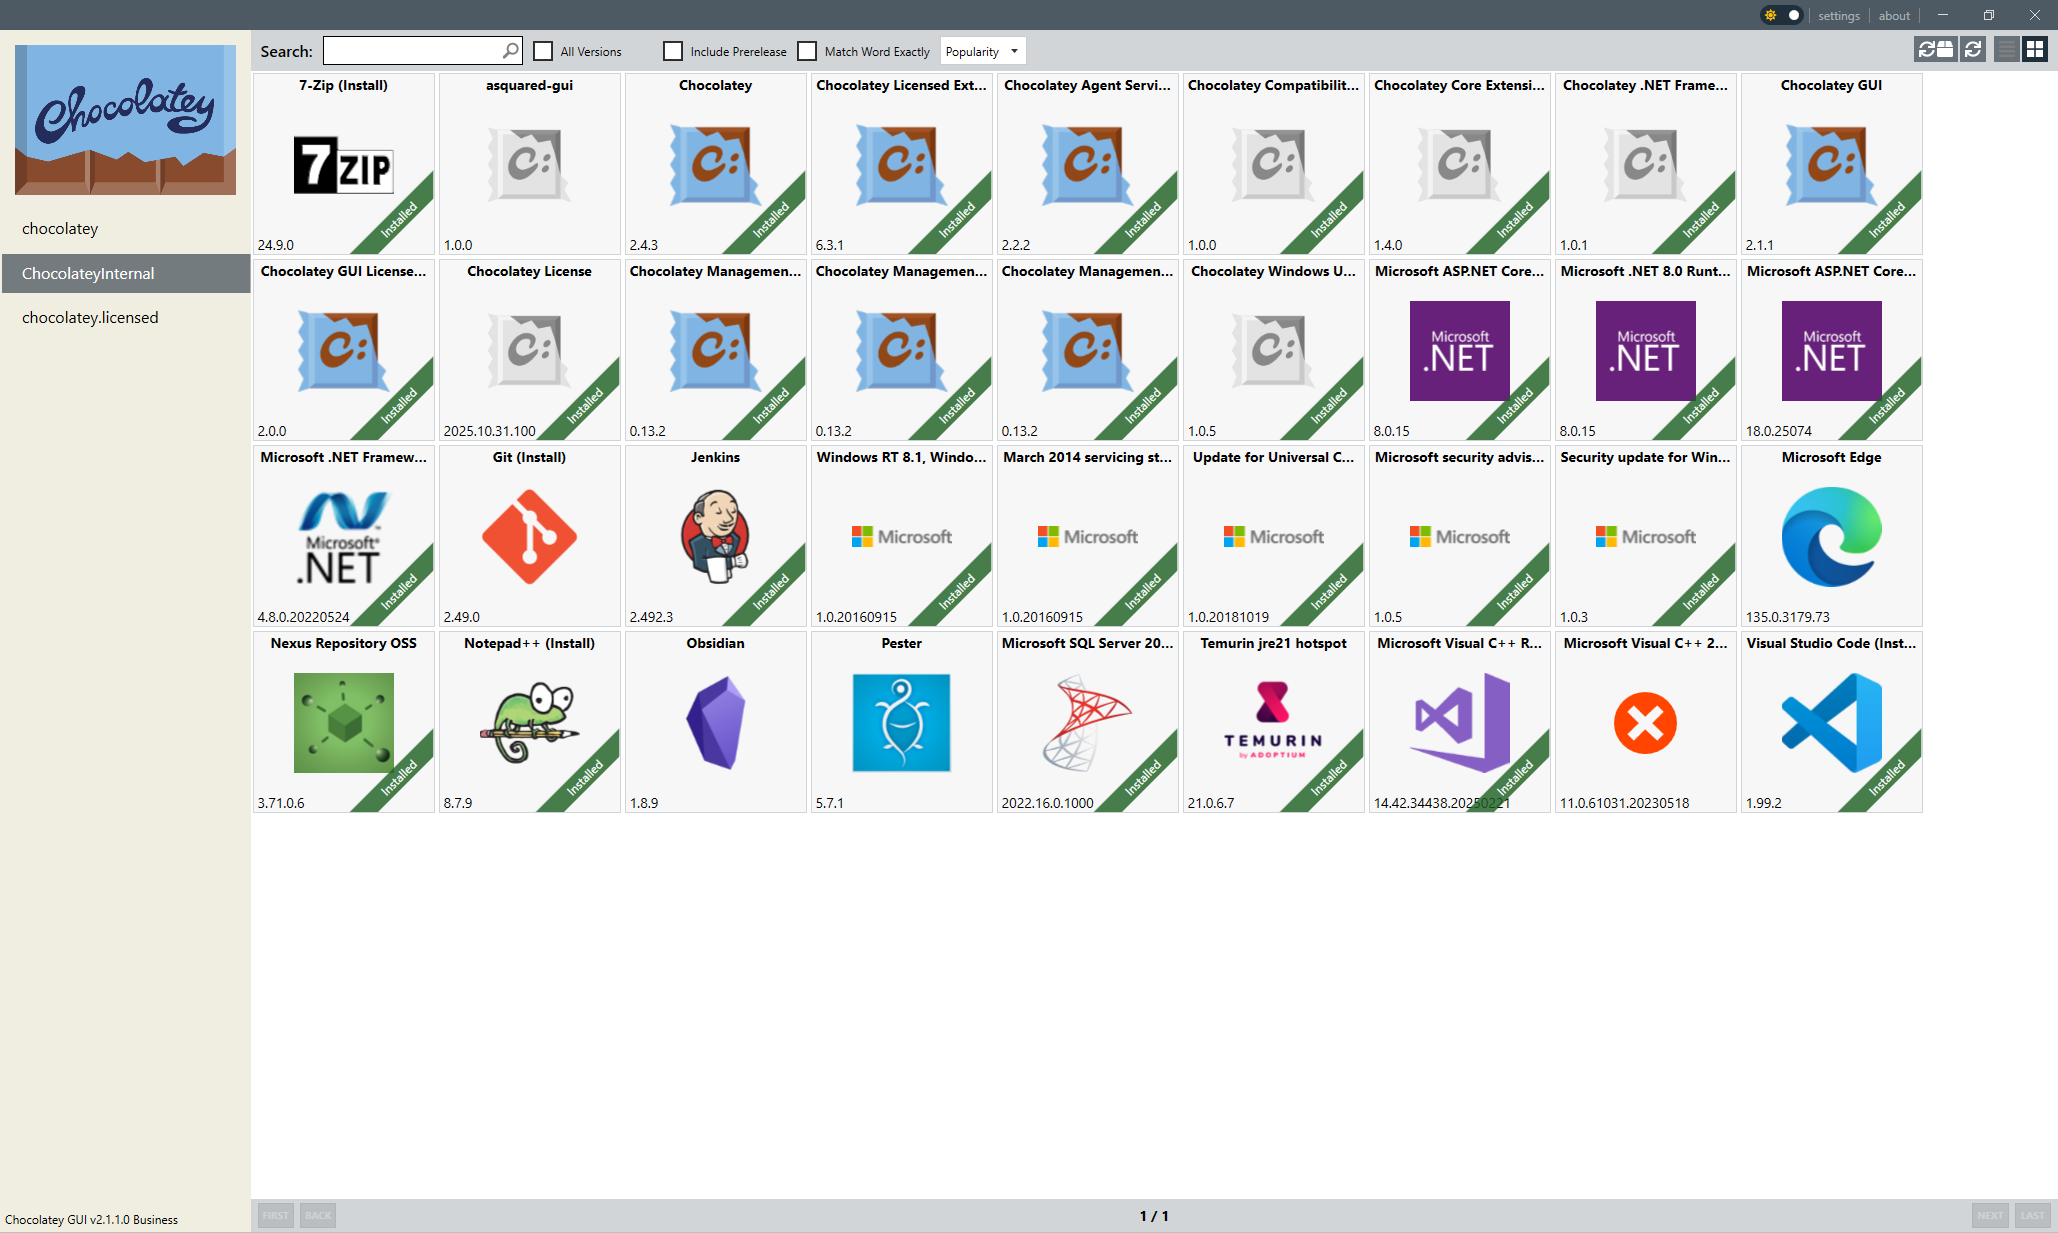 settings
about
Chocolatey
chocolatey
ChocolateyInternal
chocolatey.licensed
Search:
All Versions
Include Prerelease
Match Word Exactly
Popularity
7-Zip (Install)
7ZIP
24.9.0
Installed
asquared-gui
C:
1.0.0
Chocolatey
C:
2.4.3
Installed
Chocolatey Licensed Ext...
C:
6.3.1
Installed
Chocolatey Agent Servi...
C:
2.2.2
Installed
Chocolatey Compatibilit...
C:
1.0.0
Installed
Chocolatey Core Extensi...
C:
1.4.0
Installed
Chocolatey .NET Frame...
C:
1.0.1
Installed
Chocolatey GUI
C:
2.1.1
Installed
Chocolatey GUI License...
C:
2.0.0
Installed
Chocolatey License
C:
2025.10.31.100
Installed
Chocolatey Managemen...
C:
0.13.2
Installed
Chocolatey Managemen...
C:
0.13.2
Installed
Chocolatey Managemen...
C:
0.13.2
Installed
Chocolatey Windows U...
C:
1.0.5
Installed
Microsoft ASP.NET Core...
Microsoft
.NET
8.0.15
Installed
Microsoft .NET 8.0 Runt...
Microsoft
.NET
8.0.15
Installed
Microsoft ASP.NET Core...
Microsoft
.NET
18.0.25074
Installed
Microsoft .NET Framew...
Microsoft
.NET
4.8.0.20220524
Installed
Git (Install)
2.49.0
Jenkins
2.492.3
Installed
Windows RT 8.1, Windo...
Microsoft
1.0.20160915
Installed
March 2014 servicing st...
Microsoft
1.0.20160915
Installed
Update for Universal C...
Microsoft
1.0.20181019
Installed
Microsoft security advis...
Microsoft
1.0.5
Installed
Security update for Win...
Microsoft
1.0.3
Installed
Microsoft Edge
135.0.3179.73
Nexus Repository OSS
3.71.0.6
Installed
Notepad++ (Install)
8.7.9
Installed
Obsidian
1.8.9
Pester
5.7.1
Microsoft SQL Server 20...
2022.16.0.1000
Installed
Temurin jre21 hotspot
TEMURIN
by ADOPTIUM
21.0.6.7
Installed
Microsoft Visual C++ R...
14.42.34438.20250221
Installed
Microsoft Visual C++ 2...
11.0.61031.20230518
Visual Studio Code (Inst...
1.99.2
Installed
Chocolatey GUI v2.1.1.0 Business
FIRST
BACK
1 / 1
NEXT
LAST